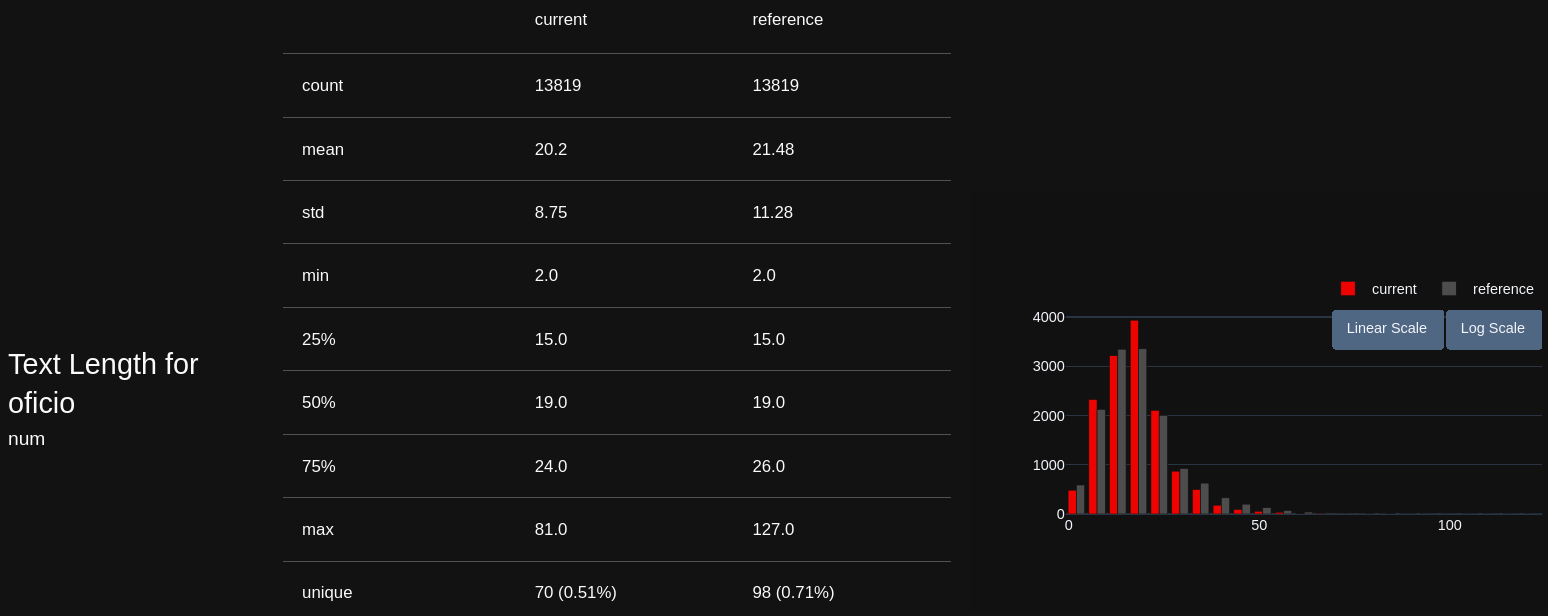 current reference
count 13819 13819
mean 20.2 21.48
std 8.75 11.28
min 2.0 2.0
25% 15.0 15.0
50% 19.0 19.0
75% 24.0 26.0
max 81.0 127.0
unique 70 (0.51%) 98 (0.71%)
Text Length for
oficio
num
current reference
Linear Scale Log Scale
4000
3000
2000
1000
0
0 50 100